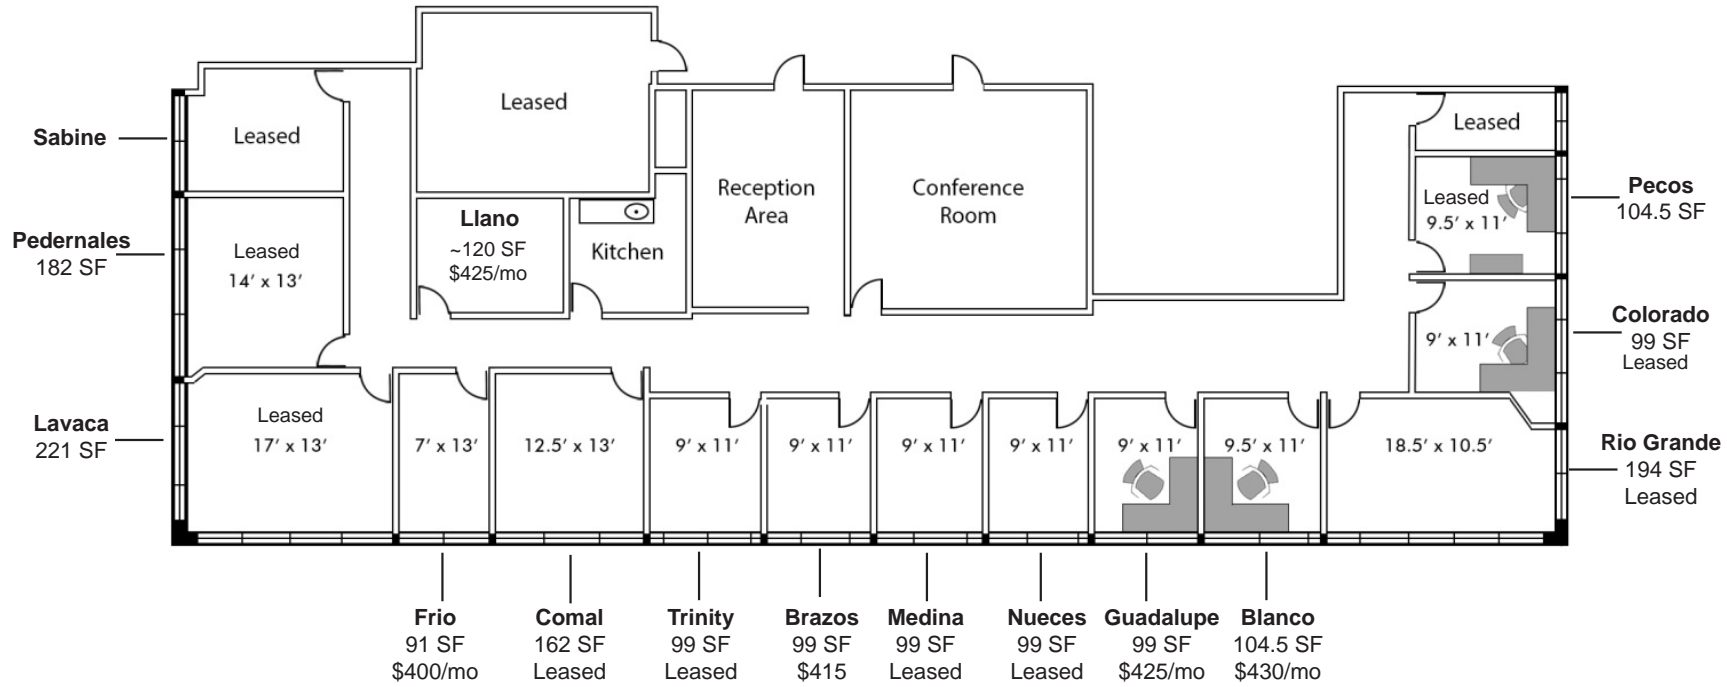 Leased
Sabine
Leased
Leased
Reception
Area
Conference
Room
Leased
Leased
9.5’ x 11’
Pecos
104.5 SF
Pedernales
182 SF
Leased
14’ x 13’
Llano
~120 SF
$425/mo
Kitchen
9’ x 11’
Colorado
99 SF
Leased
Lavaca
221 SF
Leased
17’ x 13’
7’ x 13’
12.5’ x 13’
9’ x 11’
9’ x 11’
9’ x 11’
9’ x 11’
9’ x 11’
9.5’ x 11’
18.5’ x 10.5’
Rio Grande
194 SF
Leased
Frio
91 SF
$400/mo
Comal
162 SF
Leased
Trinity
99 SF
Leased
Brazos
99 SF
$415
Medina
99 SF
Leased
Nueces
99 SF
Leased
Guadalupe
99 SF
$425/mo
Blanco
104.5 SF
$430/mo